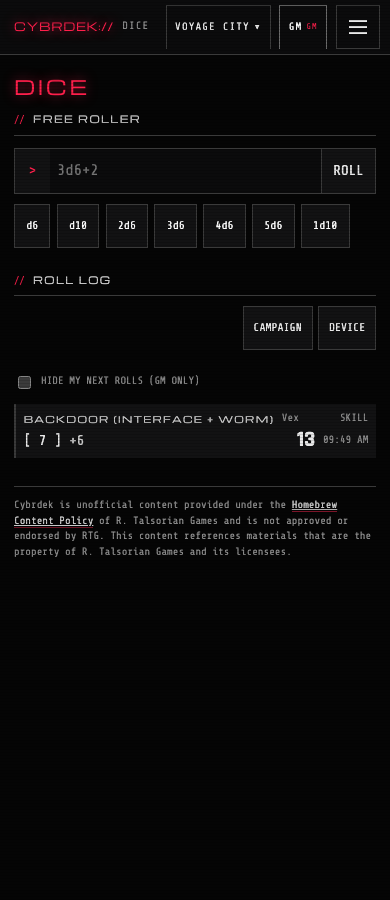 CYBRDEK:// DICE VOYAGE CITY ▾ GM GM
DICE
// FREE ROLLER
> 3d6+2 ROLL
d6 d10 2d6 3d6 4d6 5d6 1d10
// ROLL LOG
CAMPAIGN DEVICE
HIDE MY NEXT ROLLS (GM ONLY)
BACKDOOR (INTERFACE + WORM) Vex SKILL
[ 7 ] +6 13 09:49 AM
Cybrdek is unofficial content provided under the Homebrew
Content Policy of R. Talsorian Games and is not approved or
endorsed by RTG. This content references materials that are the
property of R. Talsorian Games and its licensees.